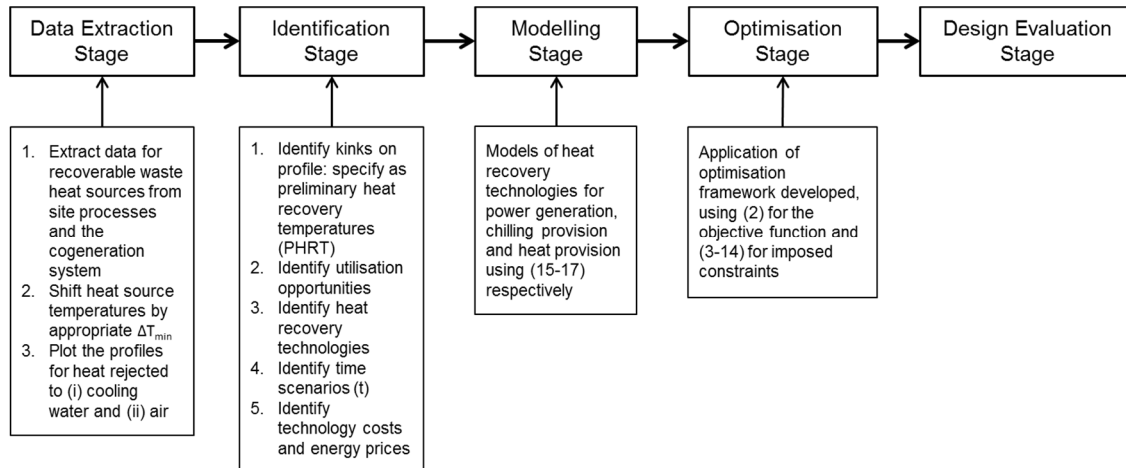 Data Extraction
Stage
Identification
Stage
Modelling
Stage
Optimisation
Stage
Design Evaluation
Stage
1. Extract data for
recoverable waste
heat sources from
site processes
and the
cogeneration
system
2. Shift heat source
temperatures by
appropriate ΔTmin
3. Plot the profiles
for heat rejected
to (i) cooling
water and (ii) air
1. Identify kinks on
profile: specify as
preliminary heat
recovery
temperatures
(PHRT)
2. Identify utilisation
opportunities
3. Identify heat
recovery
technologies
4. Identify time
scenarios (t)
5. Identify
technology costs
and energy prices
Models of heat
recovery
technologies for
power generation,
chilling provision
and heat provision
using (15-17)
respectively
Application of
optimisation
framework developed,
using (2) for the
objective function and
(3-14) for imposed
constraints